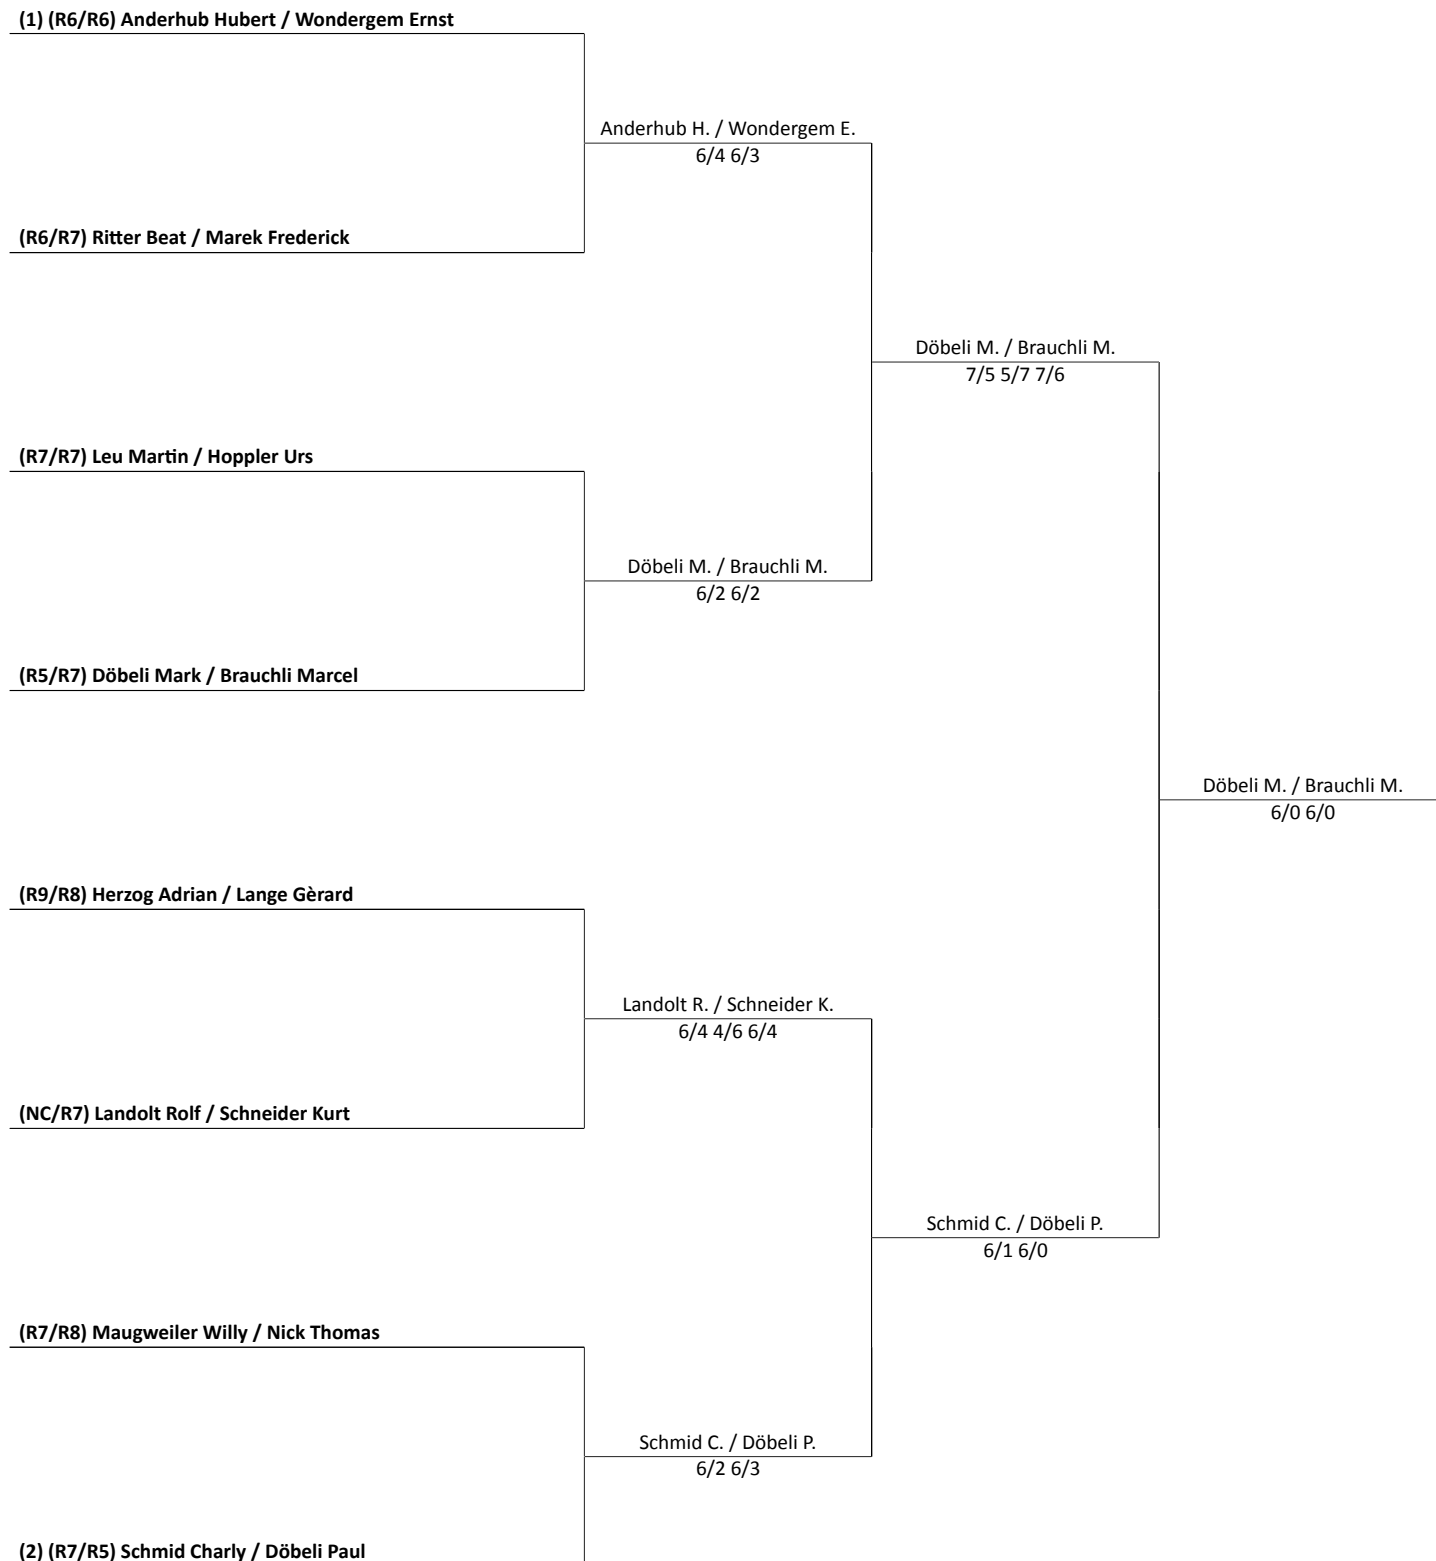 (1) (R6/R6) Anderhub Hubert / Wondergem Ernst
Anderhub H. / Wondergem E.
6/4 6/3
(R6/R7) Ritter Beat / Marek Frederick
Döbeli M. / Brauchli M.
7/5 5/7 7/6
(R7/R7) Leu Martin / Hoppler Urs
Döbeli M. / Brauchli M.
6/2 6/2
(R5/R7) Döbeli Mark / Brauchli Marcel
Döbeli M. / Brauchli M.
6/0 6/0
(R9/R8) Herzog Adrian / Lange Gèrard
Landolt R. / Schneider K.
6/4 4/6 6/4
(NC/R7) Landolt Rolf / Schneider Kurt
Schmid C. / Döbeli P.
6/1 6/0
(R7/R8) Maugweiler Willy / Nick Thomas
Schmid C. / Döbeli P.
6/2 6/3
(2) (R7/R5) Schmid Charly / Döbeli Paul